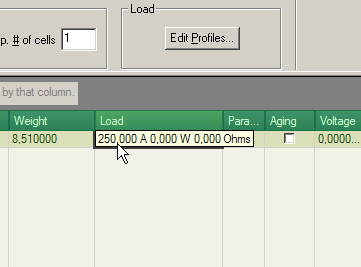 Load
p. # of cells 1 Edit Profiles...
by that column.
Weight Load Para... Aging Voltage
8,510000 250,000 A 0,000 W 0,000 Ohms 0,0000...